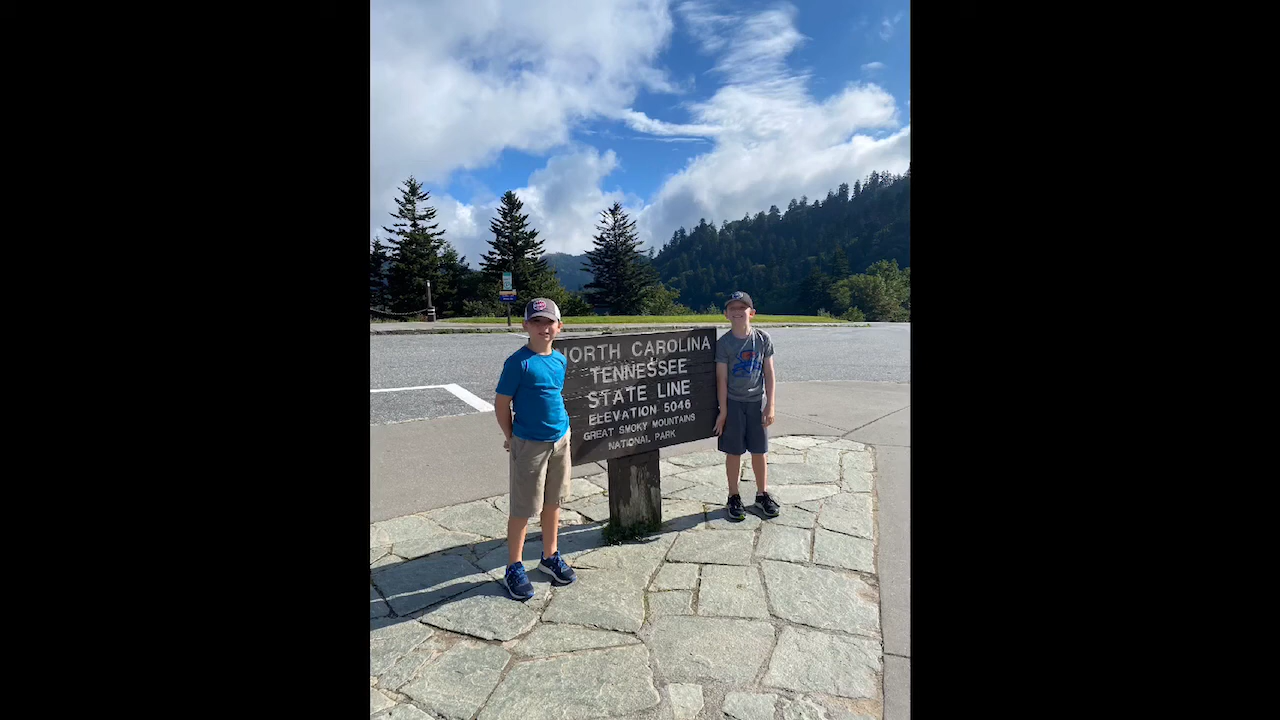 NORTH CAROLINA
TENNESSEE
STATE LINE
ELEVATION 5046
GREAT SMOKY MOUNTAINS
NATIONAL PARK